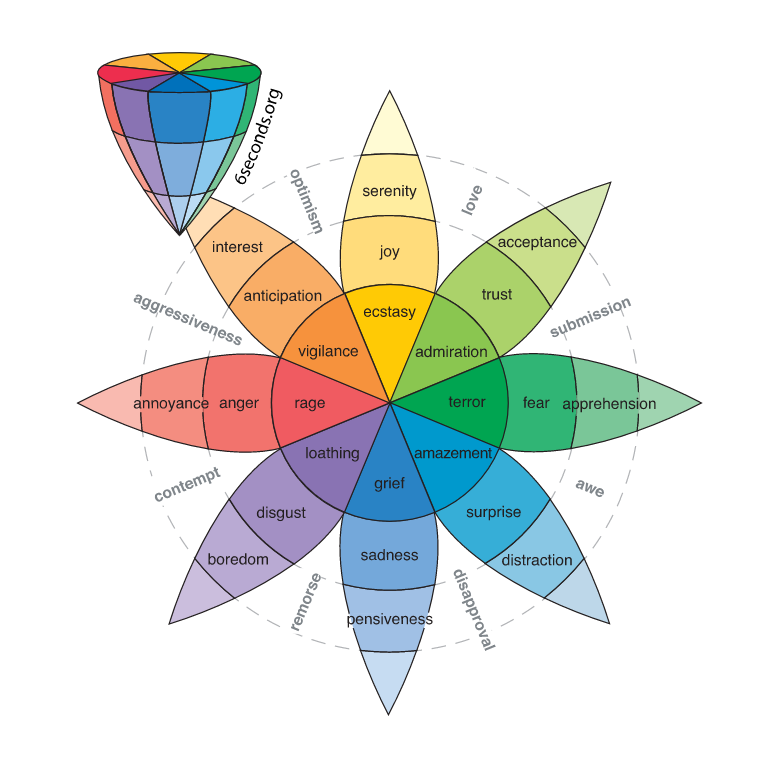 6seconds.org
optimism
love
serenity
interest
acceptance
joy
anticipation
trust
aggressiveness
submission
ecstasy
vigilance
admiration
annoyance
anger
rage
terror
fear
apprehension
loathing
amazement
grief
contempt
awe
disgust
surprise
sadness
boredom
distraction
remorse
disapproval
pensiveness